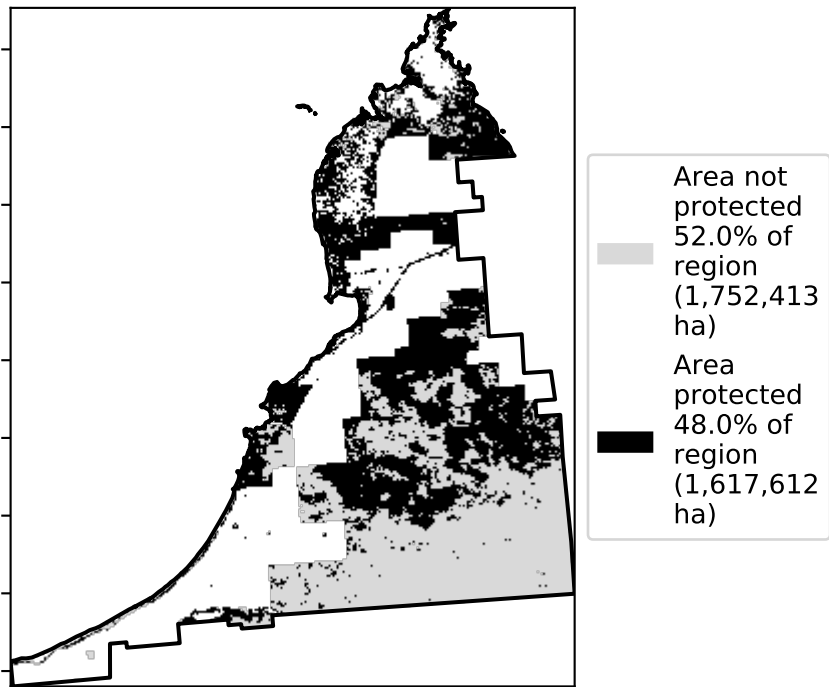 Area not
protected
52.0% of
region
(1,752,413
ha)
Area
protected
48.0% of
region
(1,617,612
ha)